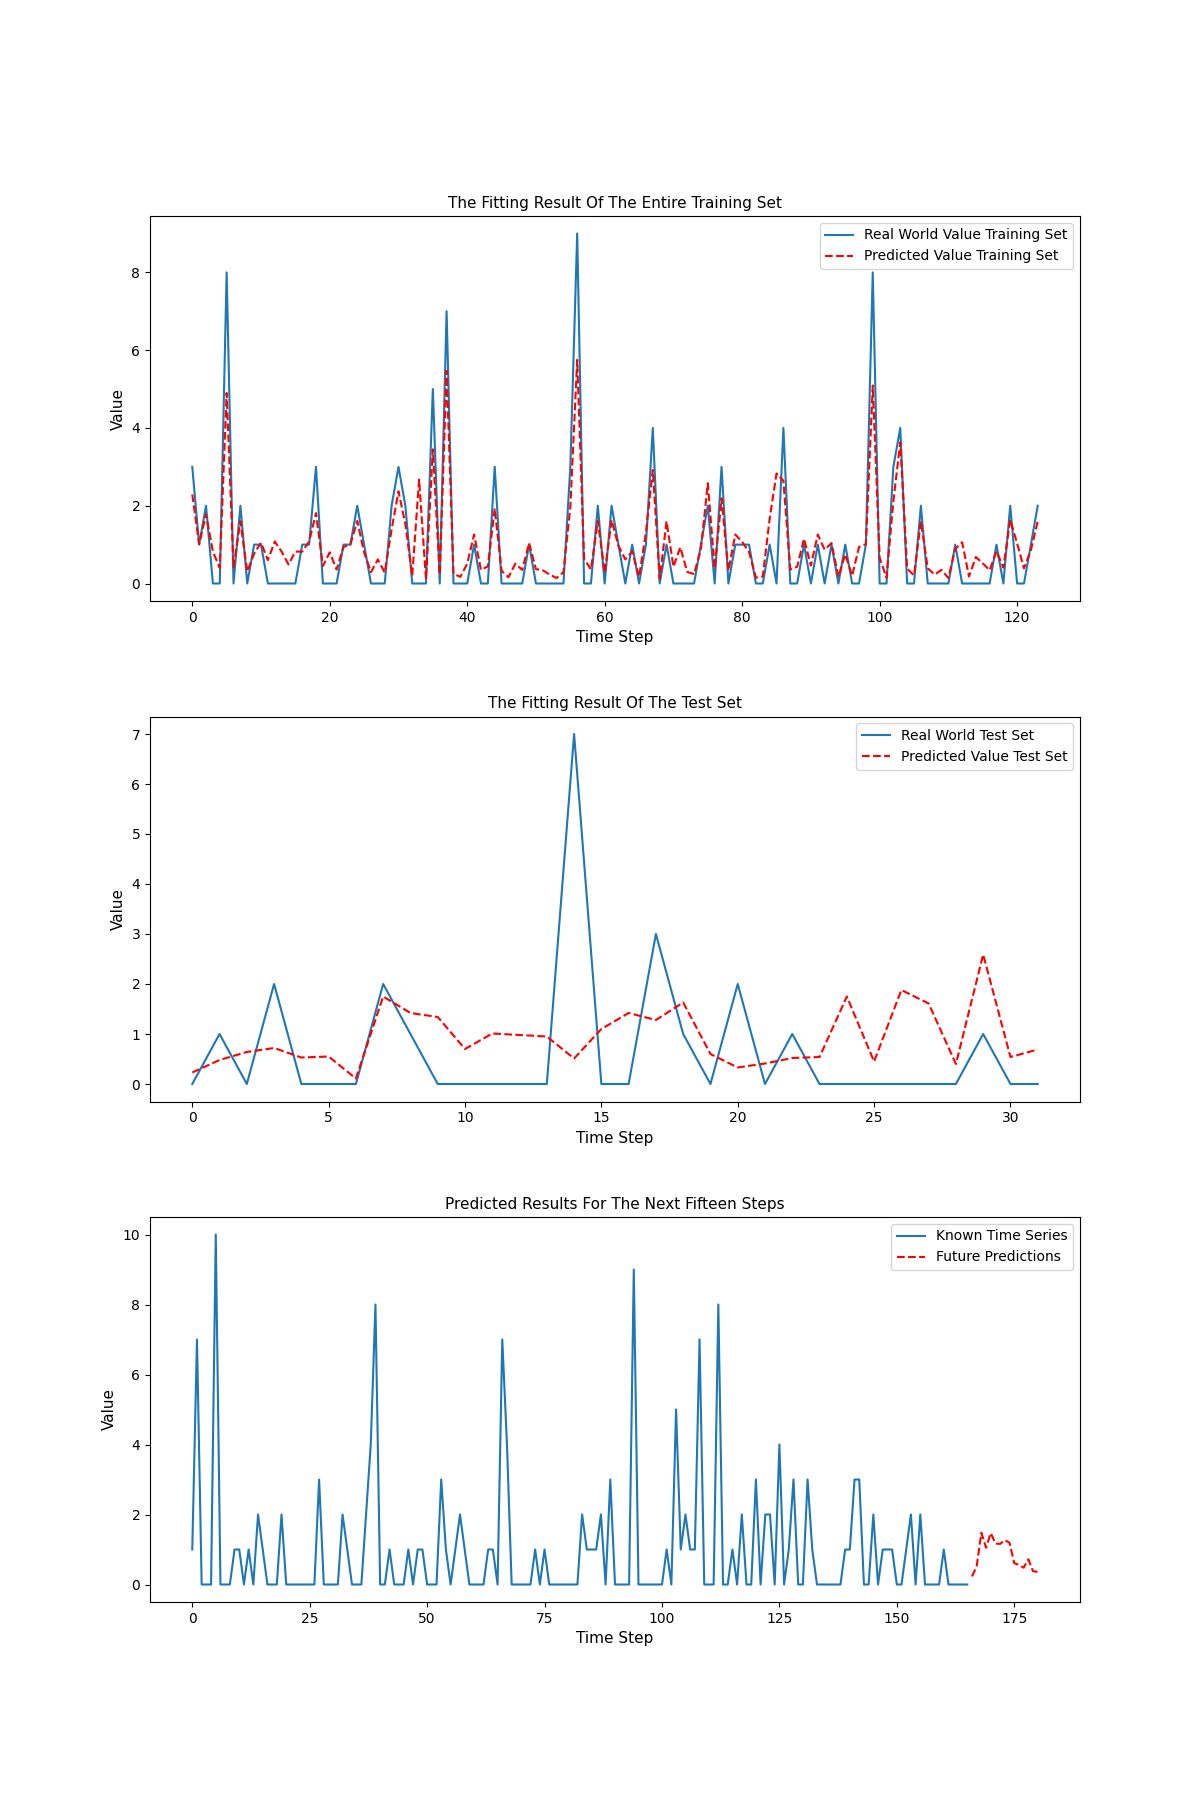 The Fitting Result Of The Entire Training Set
Real World Value Training Set
Predicted Value Training Set
Value
8
6
4
2
0
0 20 40 60 80 100 120
Time Step
The Fitting Result Of The Test Set
Real World Test Set
Predicted Value Test Set
Value
7
6
5
4
3
2
1
0
0 5 10 15 20 25 30
Time Step
Predicted Results For The Next Fifteen Steps
Known Time Series
Future Predictions
Value
10
8
6
4
2
0
0 25 50 75 100 125 150 175
Time Step